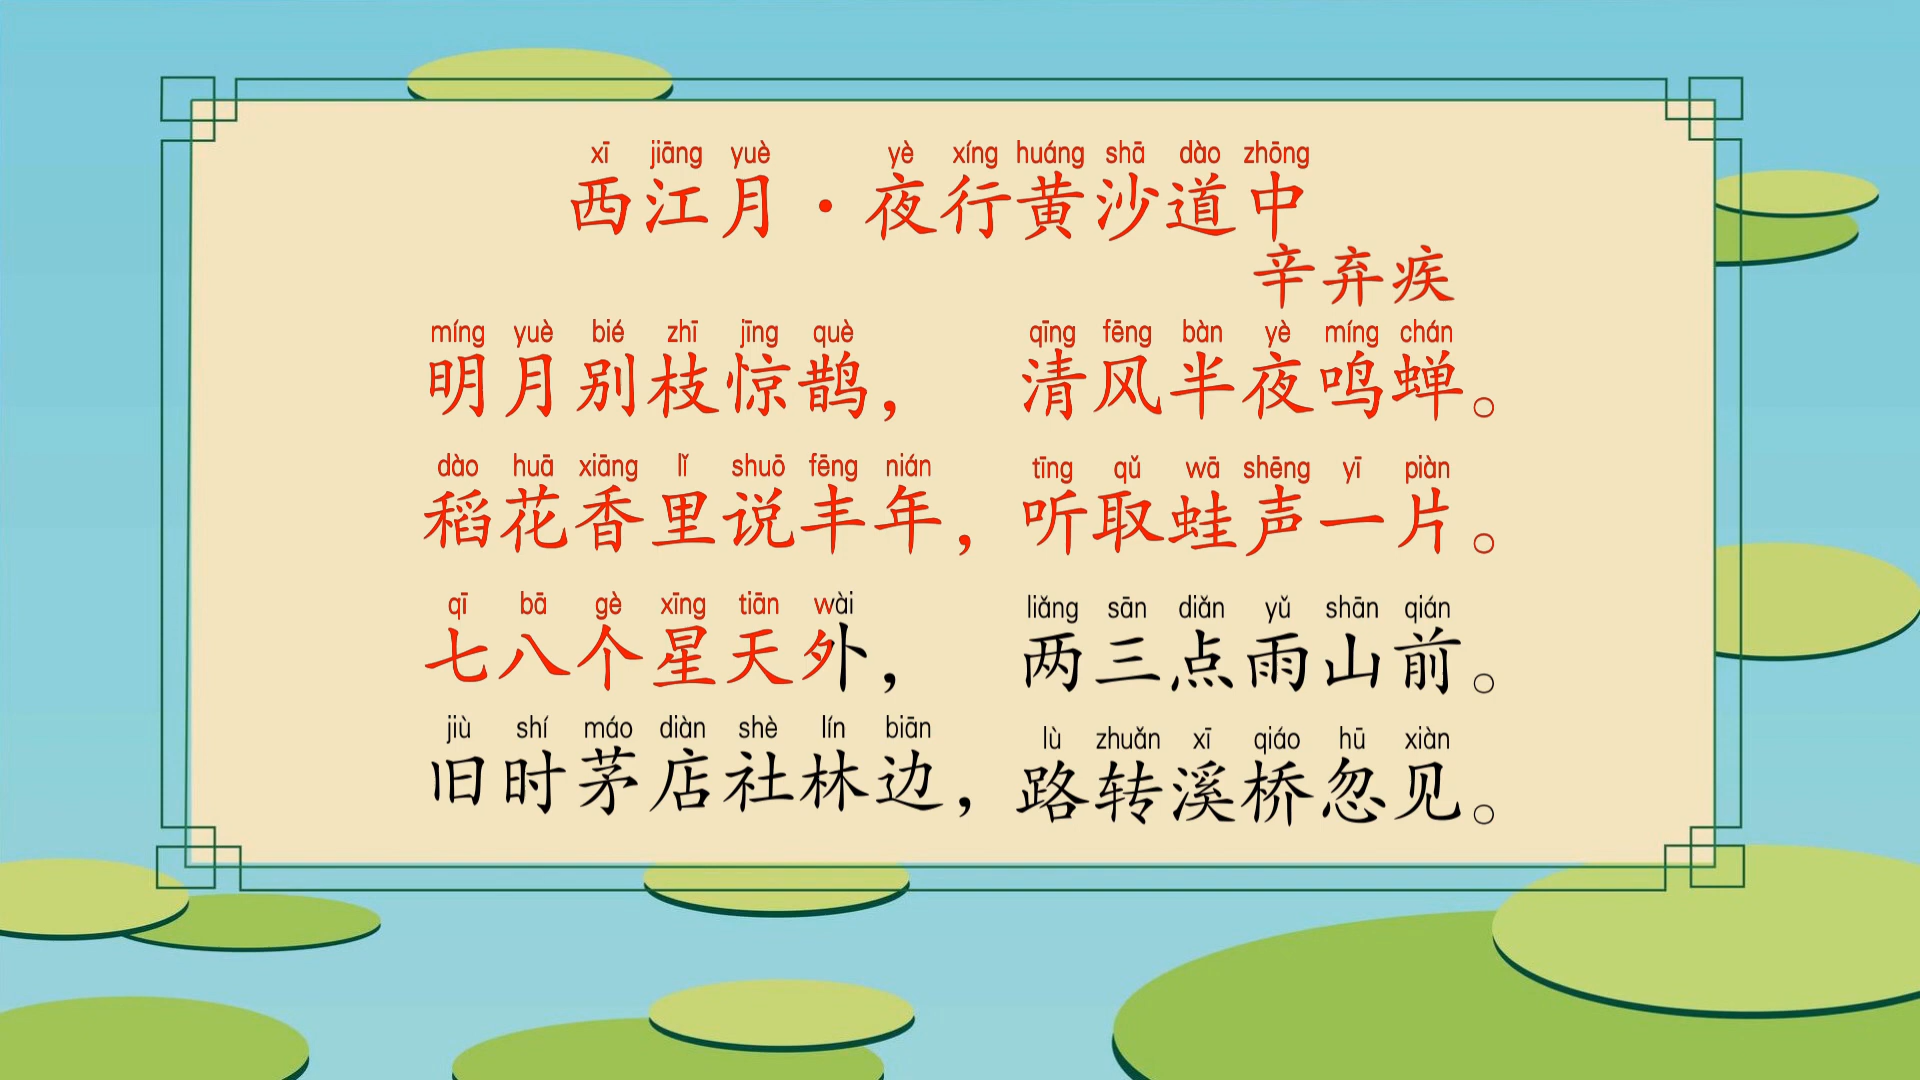 xī jiāng yuè yè xíng huáng shā dào zhōng
西江月·夜行黄沙道中
辛弃疾
míng yuè bié zhī jīng què qīng fēng bàn yè míng chán
明月别枝惊鹊，清风半夜鸣蝉。
dào huā xiāng lǐ shuō fēng nián tīng qǔ wā shēng yī piàn
稻花香里说丰年，听取蛙声一片。
qī bā gè xīng tiān wài liǎng sān diǎn yǔ shān qián
七八个星天外，两三点雨山前。
jiù shí máo diàn shè lín biān lù zhuǎn xī qiáo hū xiàn
旧时茅店社林边，路转溪桥忽见。